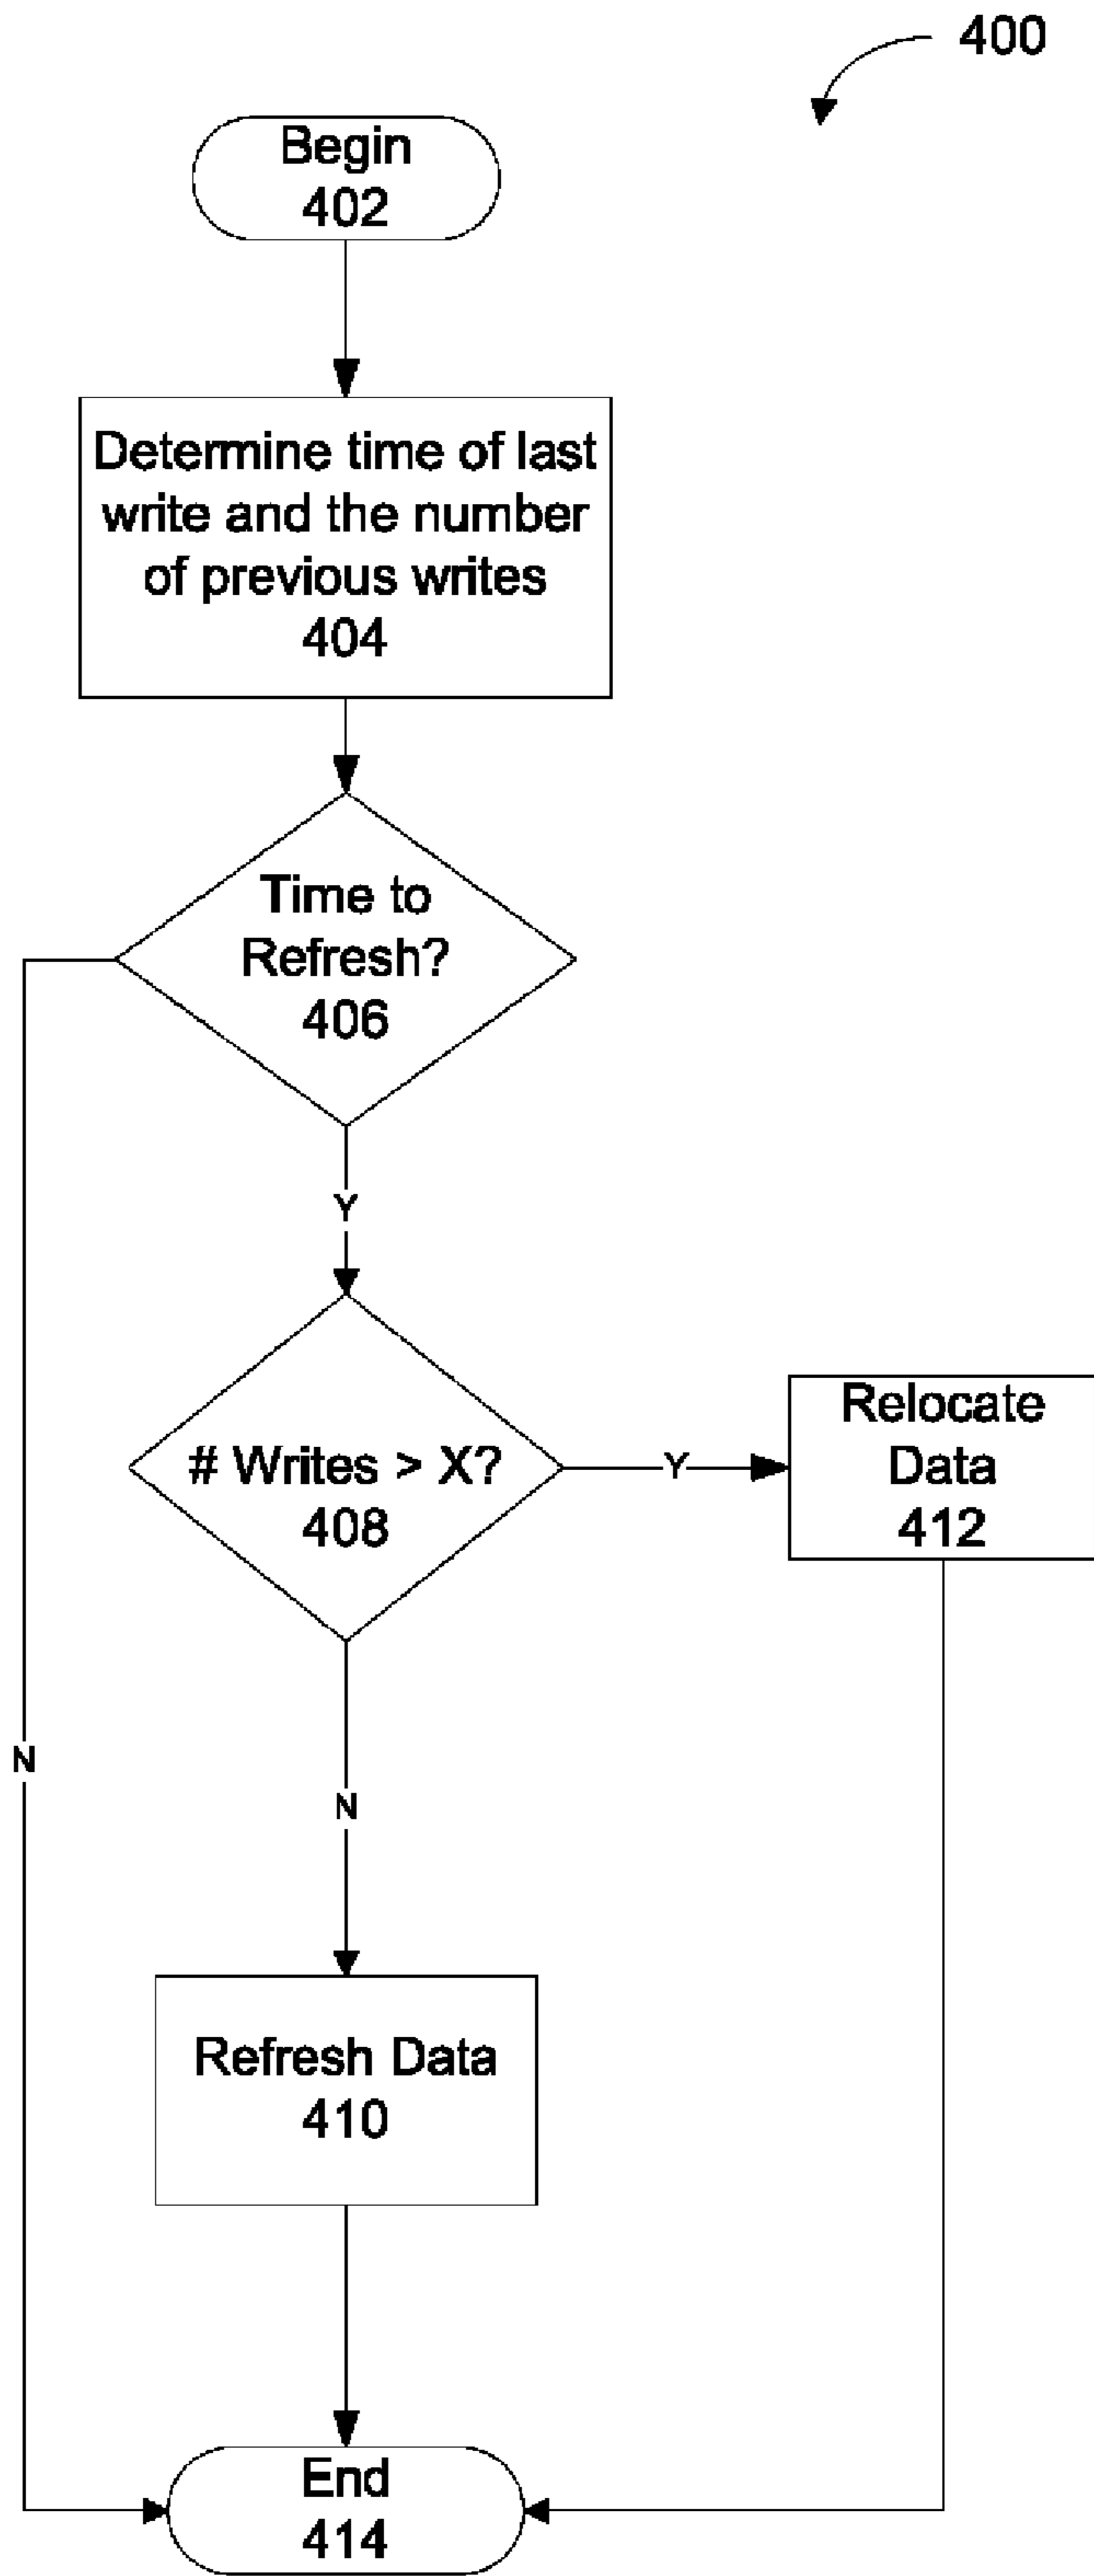 400
Begin
402
Determine time of last
write and the number
of previous writes
404
Time to
Refresh?
406
Y
# Writes > X?
408
Y
Relocate
Data
412
N
N
Refresh Data
410
End
414